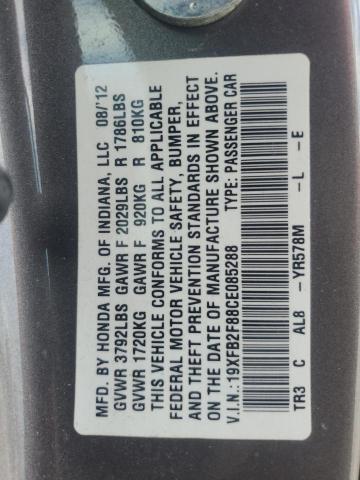 MFD. BY HONDA MFG. OF INDIANA, LLC 08/'12
GVWR 3792LBS GAWR F 2029LBS R 1786LBS
GVWR 1720KG GAWR F 920KG R 810KG
THIS VEHICLE CONFORMS TO ALL APPLICABLE
FEDERAL MOTOR VEHICLE SAFETY, BUMPER,
AND THEFT PREVENTION STANDARDS IN EFFECT
ON THE DATE OF MANUFACTURE SHOWN ABOVE.
V.I.N.: 19XFB2F88CE085288 TYPE: PASSENGER CAR
TR3 C AL8 -YR578M -L -E